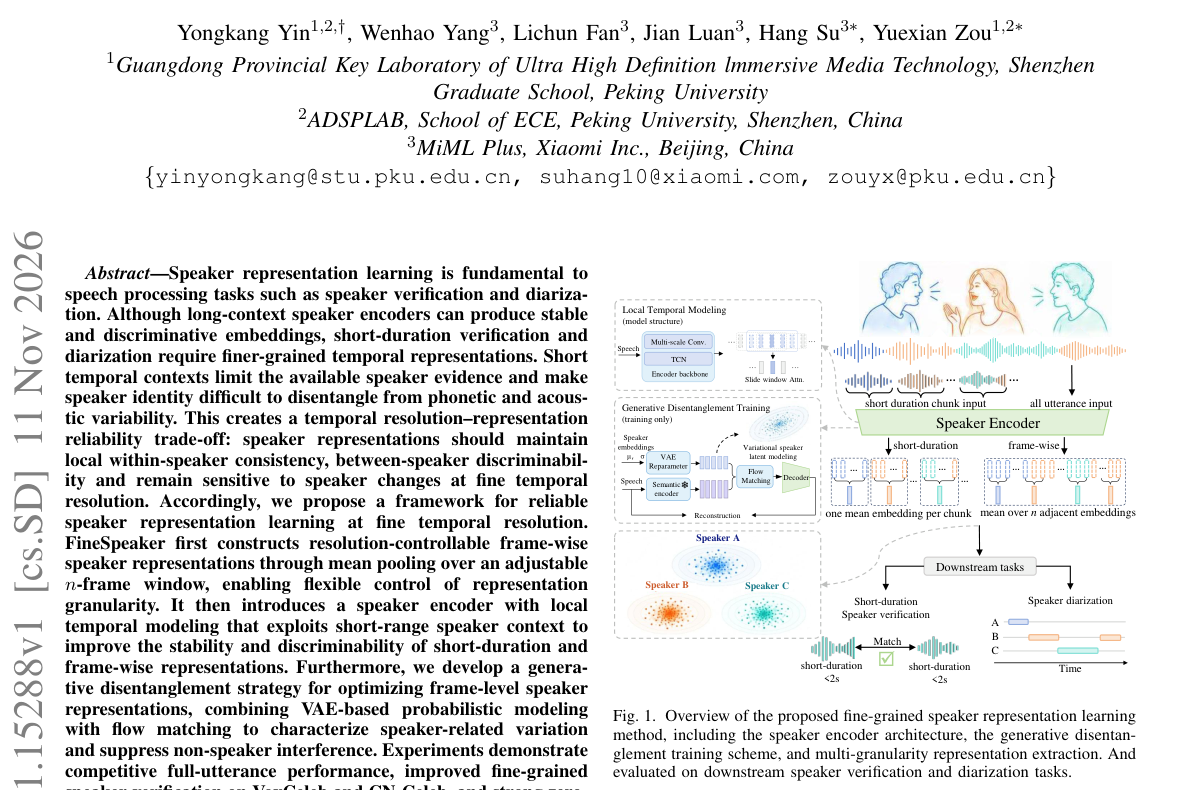 Yongkang Yin1,2,†, Wenhao Yang3, Lichun Fan3, Jian Luan3, Hang Su3∗, Yuexian Zou1,2∗
1Guangdong Provincial Key Laboratory of Ultra High Definition lmmersive Media Technology, Shenzhen
Graduate School, Peking University
2ADSPLAB, School of ECE, Peking University, Shenzhen, China
3MiML Plus, Xiaomi Inc., Beijing, China
{yinyongkang@stu.pku.edu.cn, suhang10@xiaomi.com, zouyx@pku.edu.cn}
1.15288v1 [cs.SD] 11 Nov 2026
Abstract—Speaker representation learning is fundamental to
speech processing tasks such as speaker verification and diariza-
tion. Although long-context speaker encoders can produce stable
and discriminative embeddings, short-duration verification and
diarization require finer-grained temporal representations. Short
temporal contexts limit the available speaker evidence and make
speaker identity difficult to disentangle from phonetic and acous-
tic variability. This creates a temporal resolution–representation
reliability trade-off: speaker representations should maintain
local within-speaker consistency, between-speaker discriminabil-
ity and remain sensitive to speaker changes at fine temporal
resolution. Accordingly, we propose a framework for reliable
speaker representation learning at fine temporal resolution.
FineSpeaker first constructs resolution-controllable frame-wise
speaker representations through mean pooling over an adjustable
n-frame window, enabling flexible control of representation
granularity. It then introduces a speaker encoder with local
temporal modeling that exploits short-range speaker context to
improve the stability and discriminability of short-duration and
frame-wise representations. Furthermore, we develop a genera-
tive disentanglement strategy for optimizing frame-level speaker
representations, combining VAE-based probabilistic modeling
with flow matching to characterize speaker-related variation
and suppress non-speaker interference. Experiments demonstrate
competitive full-utterance performance, improved fine-grained
Local Temporal Modeling
(model structure)
Speech
Multi-scale Conv.
TCN
Encoder backbone
Slide window Attn.
Generative Disentanglement Training
(training only)
Speaker
embeddings
μ, σ
VAE
Reparameter
Variational speaker
latent modeling
Speech
Semantic
encoder
Flow
Matching
Decoder
Reconstruction
Speaker A
Speaker B
Speaker C
short duration chunk input
all utterance input
Speaker Encoder
short-duration
frame-wise
one mean embedding per chunk
mean over n adjacent embeddings
Downstream tasks
Short-duration
Speaker verification
Speaker diarization
Match
short-duration
<2s
short-duration
<2s
A
B
C
Time
Fig. 1. Overview of the proposed fine-grained speaker representation learning
method, including the speaker encoder architecture, the generative disentan-
glement training scheme, and multi-granularity representation extraction. And
evaluated on downstream speaker verification and diarization tasks.